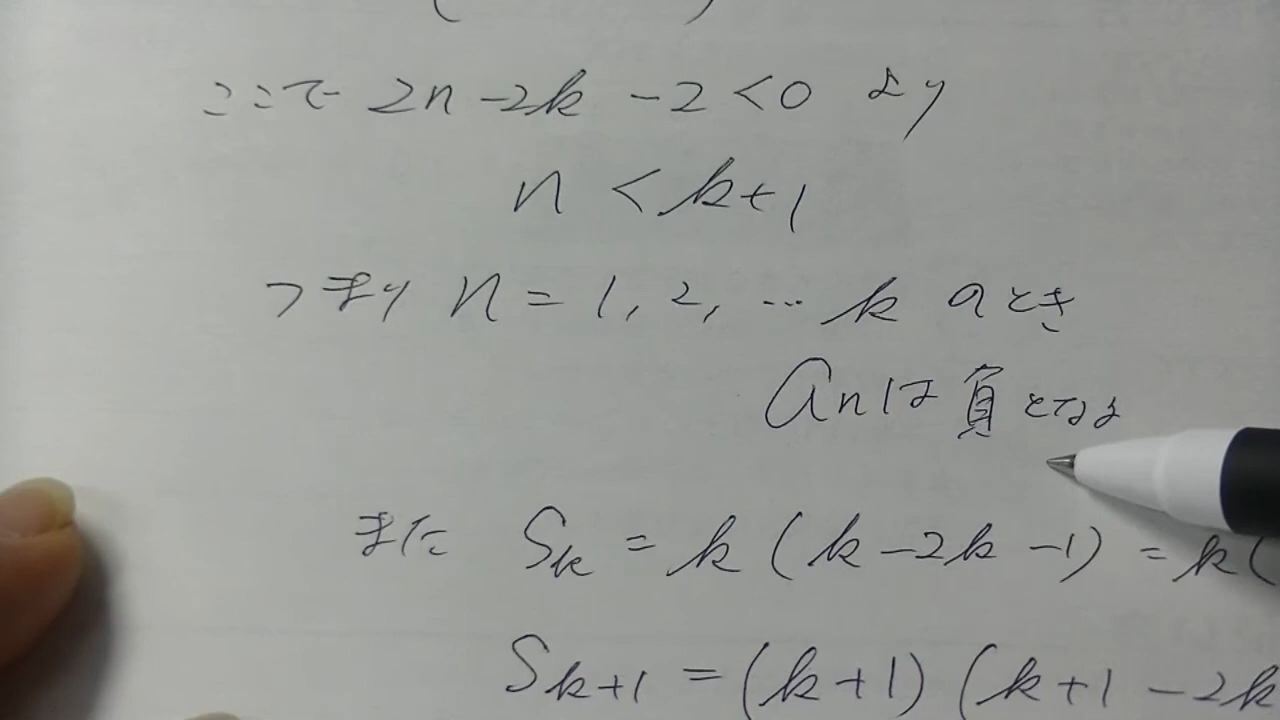 ここで 2n-2k-2<0 より
n<k+1
つまり n=1,2,…k のとき
anは負となる
また Sk=k(k-2k-1)=k(
Sk+1=(k+1)(k+1-2k